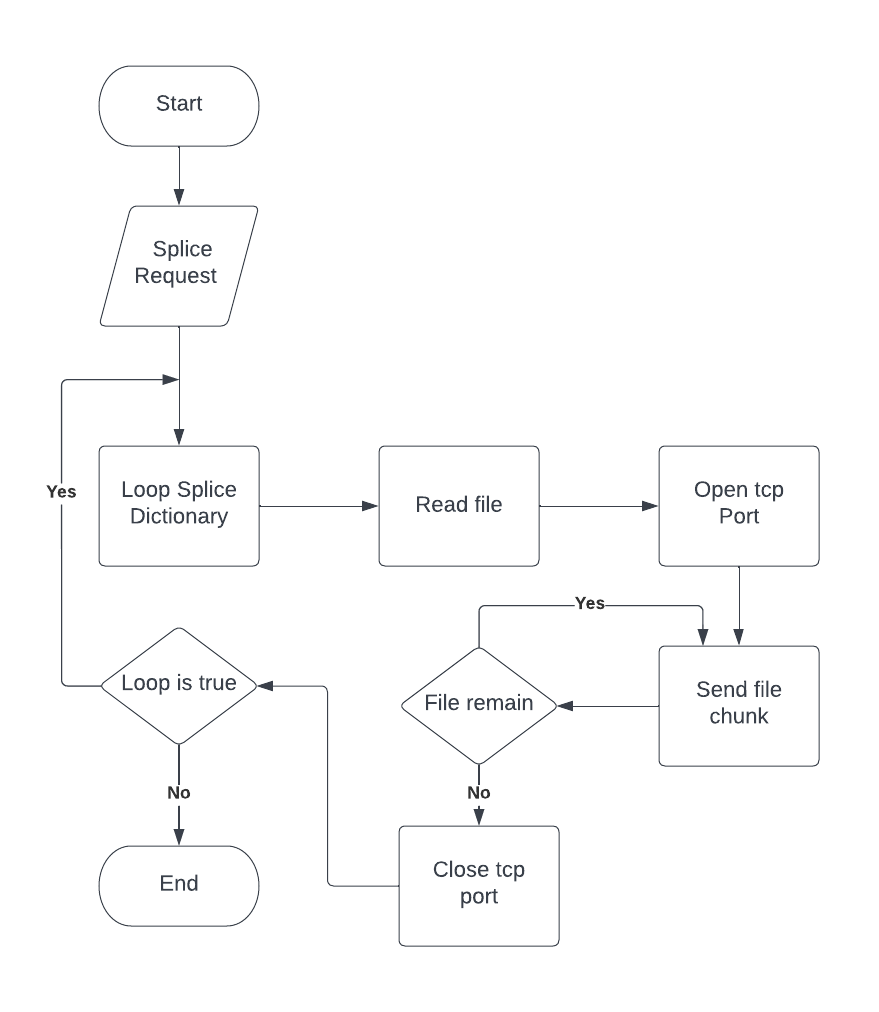 Start
Splice
Request
Yes
Loop Splice
Dictionary
Read file
Open tcp
Port
Yes
Loop is true
File remain
Send file
chunk
No
No
Close tcp
port
End